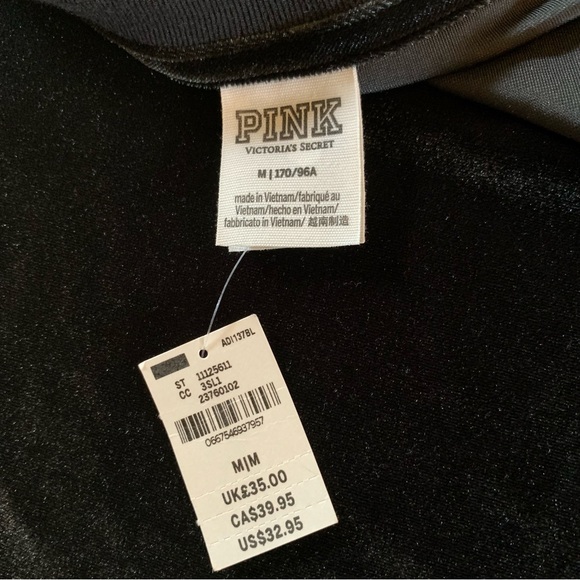 PINK
VICTORIA'S SECRET
M | 170/96A
made in Vietnam/fabriqué au
Vietnam/hecho en Vietnam/
fabbricato in Vietnam/ 越南制造
ADI137BL
ST 11125611
CC 3SL1
23760102
0667546937957
M|M
UK£35.00
CA$39.95
US$32.95